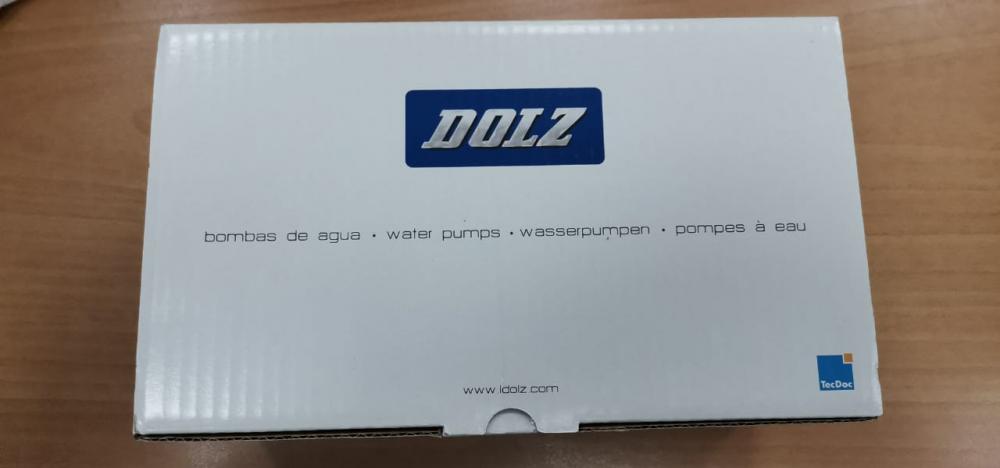 DOLZ
bombas de agua • water pumps • wasserpumpen • pompes à eau
www.idolz.com
TecDoc